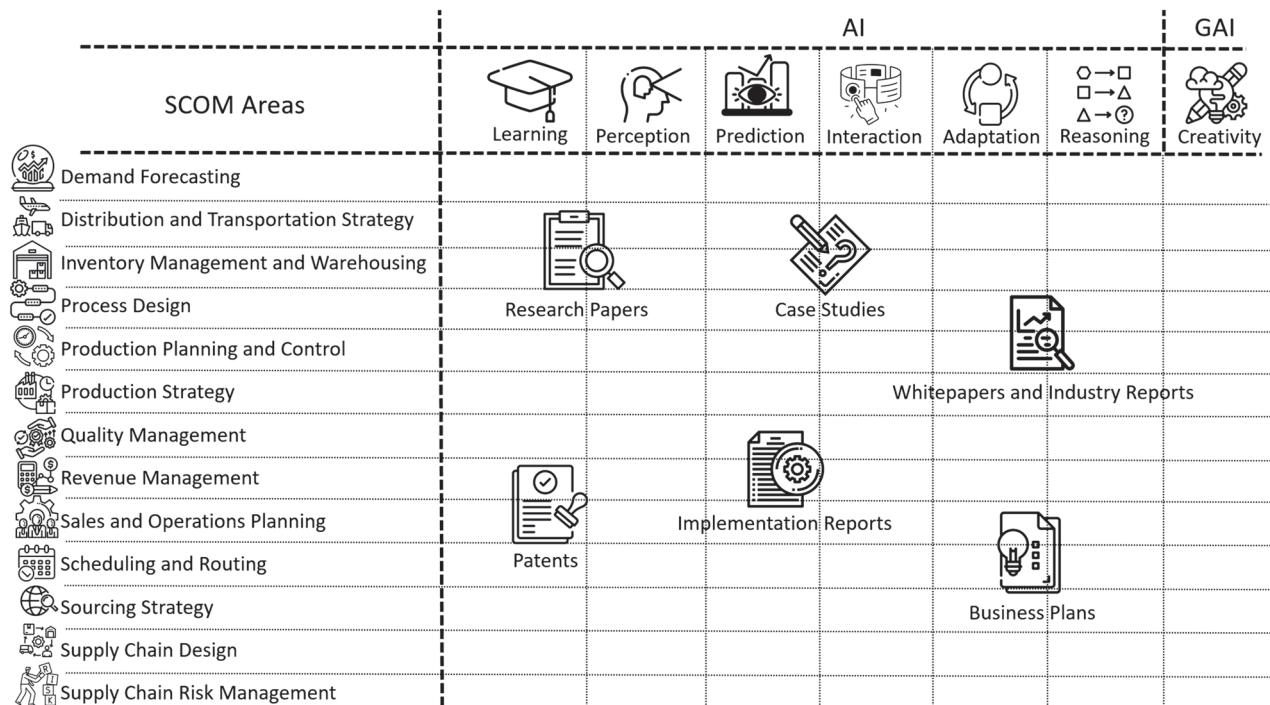 AI
GAI
SCOM Areas
Learning
Perception
Prediction
Interaction
Adaptation
Reasoning
Creativity
Demand Forecasting
Distribution and Transportation Strategy
Inventory Management and Warehousing
Process Design
Production Planning and Control
Production Strategy
Quality Management
Revenue Management
Sales and Operations Planning
Scheduling and Routing
Sourcing Strategy
Supply Chain Design
Supply Chain Risk Management
Research Papers
Case Studies
Whitepapers and Industry Reports
Implementation Reports
Patents
Business Plans
R
I
S
K